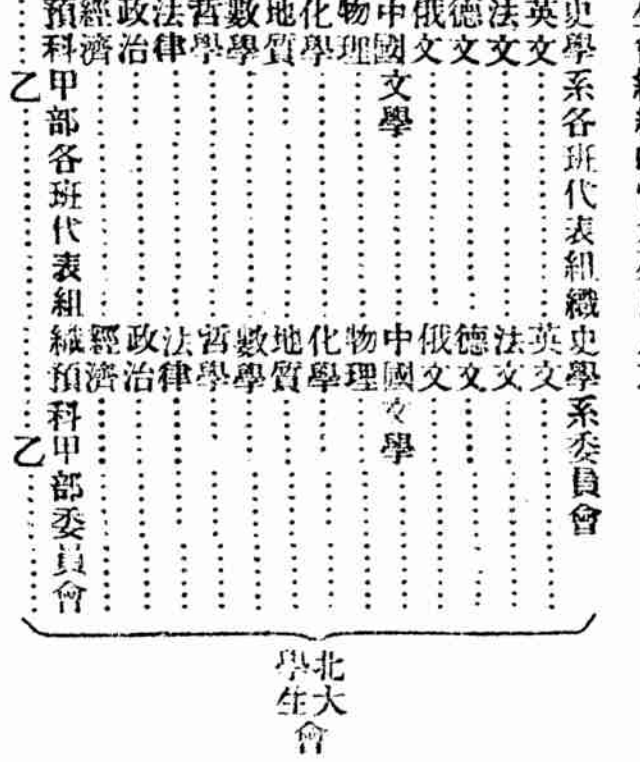 史學系各班代表組織史學系委員會
英文……英文……
法文……法文……
德文……德文……
俄文……俄文……
中國文學……中國文學……
物理……物理……
化學……化學……
地質……地質……
數學……數學……
哲學……哲學……
法律……法律……
政治……政治……
經濟……經濟……
預科甲部各班代表組織預科甲部委員會
……乙……乙……
北大
學生
會